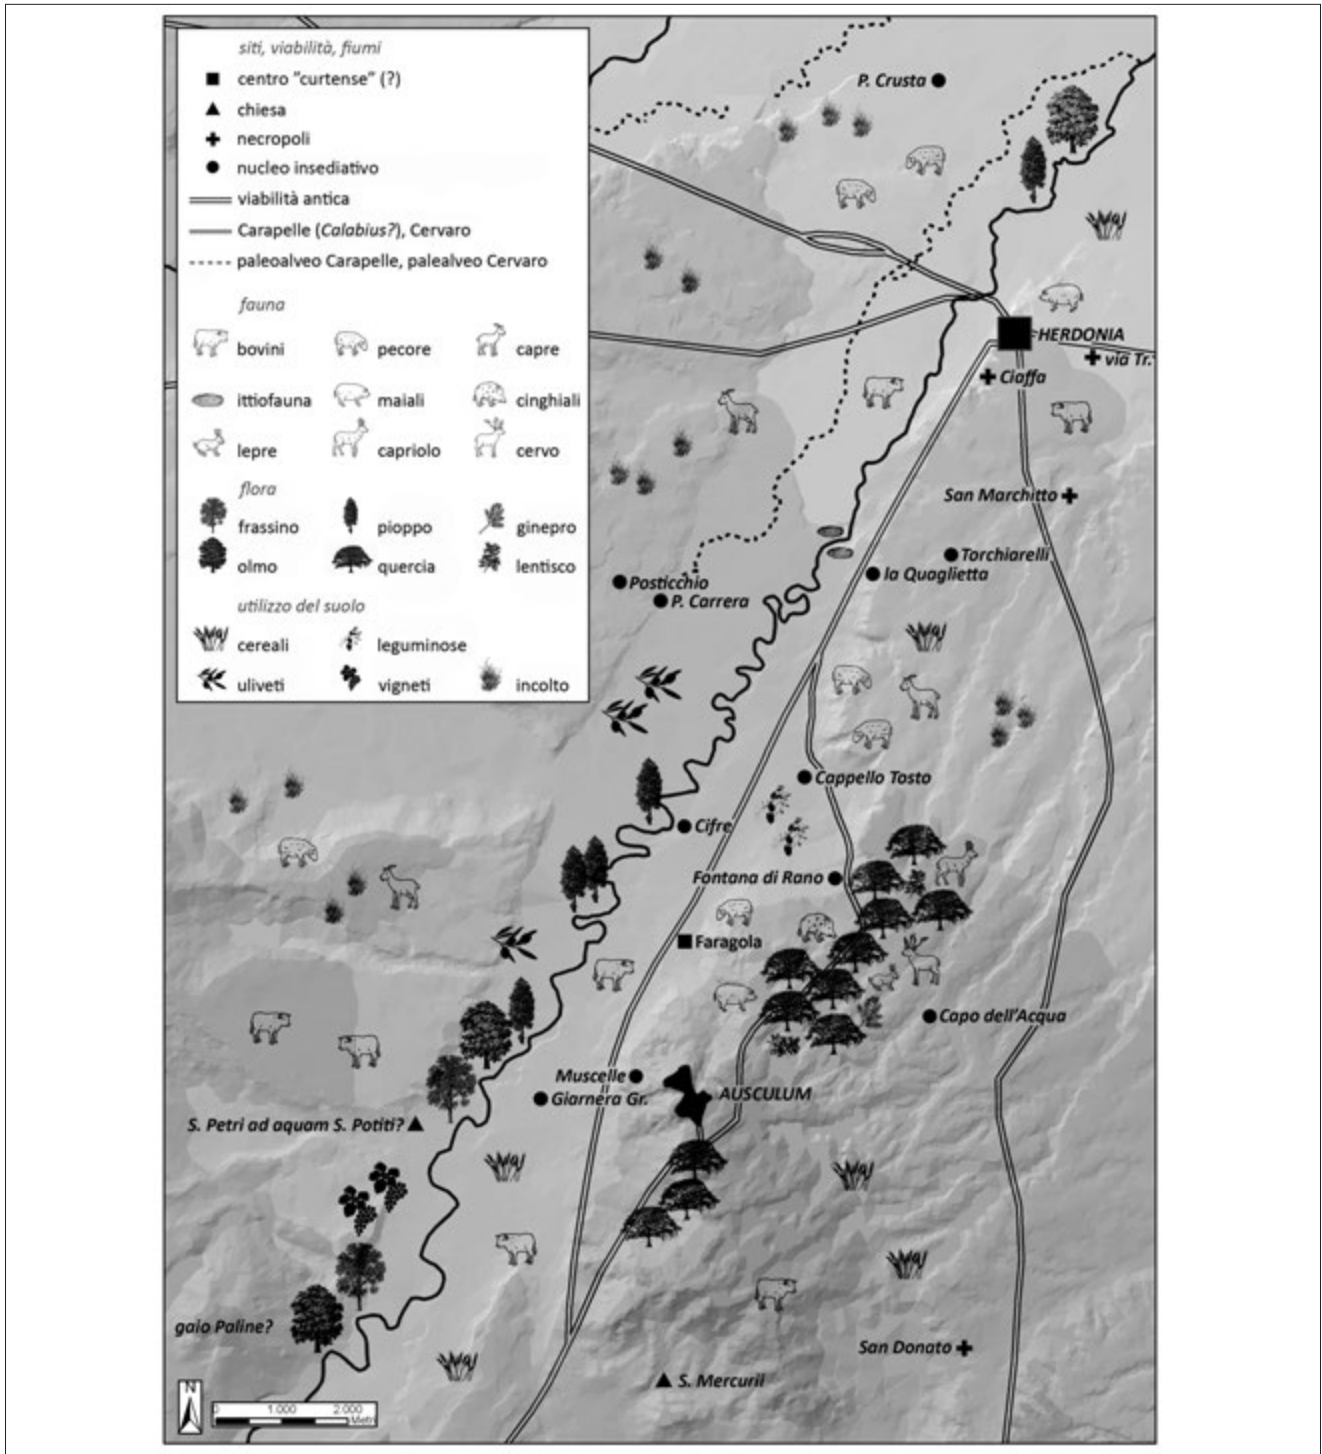 siti, viabilità, fiumi
centro "curtense" (?)
chiesa
necropoli
nucleo insediativo
viabilità antica
Carapelle (Calabius?), Cervaro
paleoalveo Carapelle, palealveo Cervaro
fauna
bovini pecore capre
ittiofauna maiali cinghiali
lepre capriolo cervo
flora
frassino pioppo ginepro
olmo quercia lentisco
utilizzo del suolo
cereali leguminose
uliveti vigneti incolto
P. Crusta
HERDONIA
via Tr.
Ciaffa
San Marchitto
Torchiarelli
la Quaglietta
Posticchio
P. Carrera
Cappello Tosto
Cifre
Fontana di Rano
Faragola
Capo dell'Acqua
Muscelle
Giarnera Gr.
AUSCULUM
S. Petri ad aquam S. Potiti?
gaio Paline?
San Donato
S. Mercurii
N
0 1.000 2.000
Metri